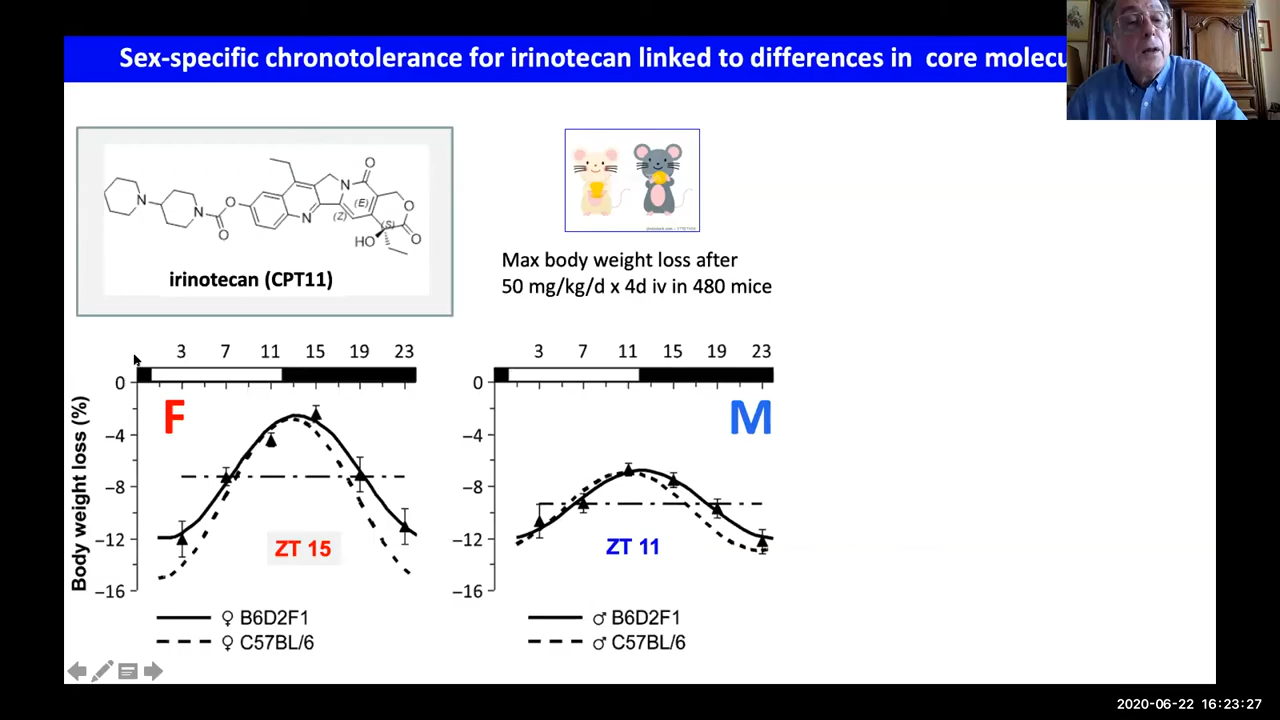 Sex-specific chronotolerance for irinotecan linked to differences in core
N
N
O
O
N
N
O
(E)
(Z)
O
(S)
O
HO
irinotecan (CPT11)
Max body weight loss after
50 mg/kg/d x 4d iv in 480 mice
3 7 11 15 19 23
0
−4
−8
−12
−16
Body weight loss (%)
F
ZT 15
♀ B6D2F1
♀ C57BL/6
3 7 11 15 19 23
0
−4
−8
−12
−16
M
ZT 11
♂ B6D2F1
♂ C57BL/6
2020-06-22 16:23:27